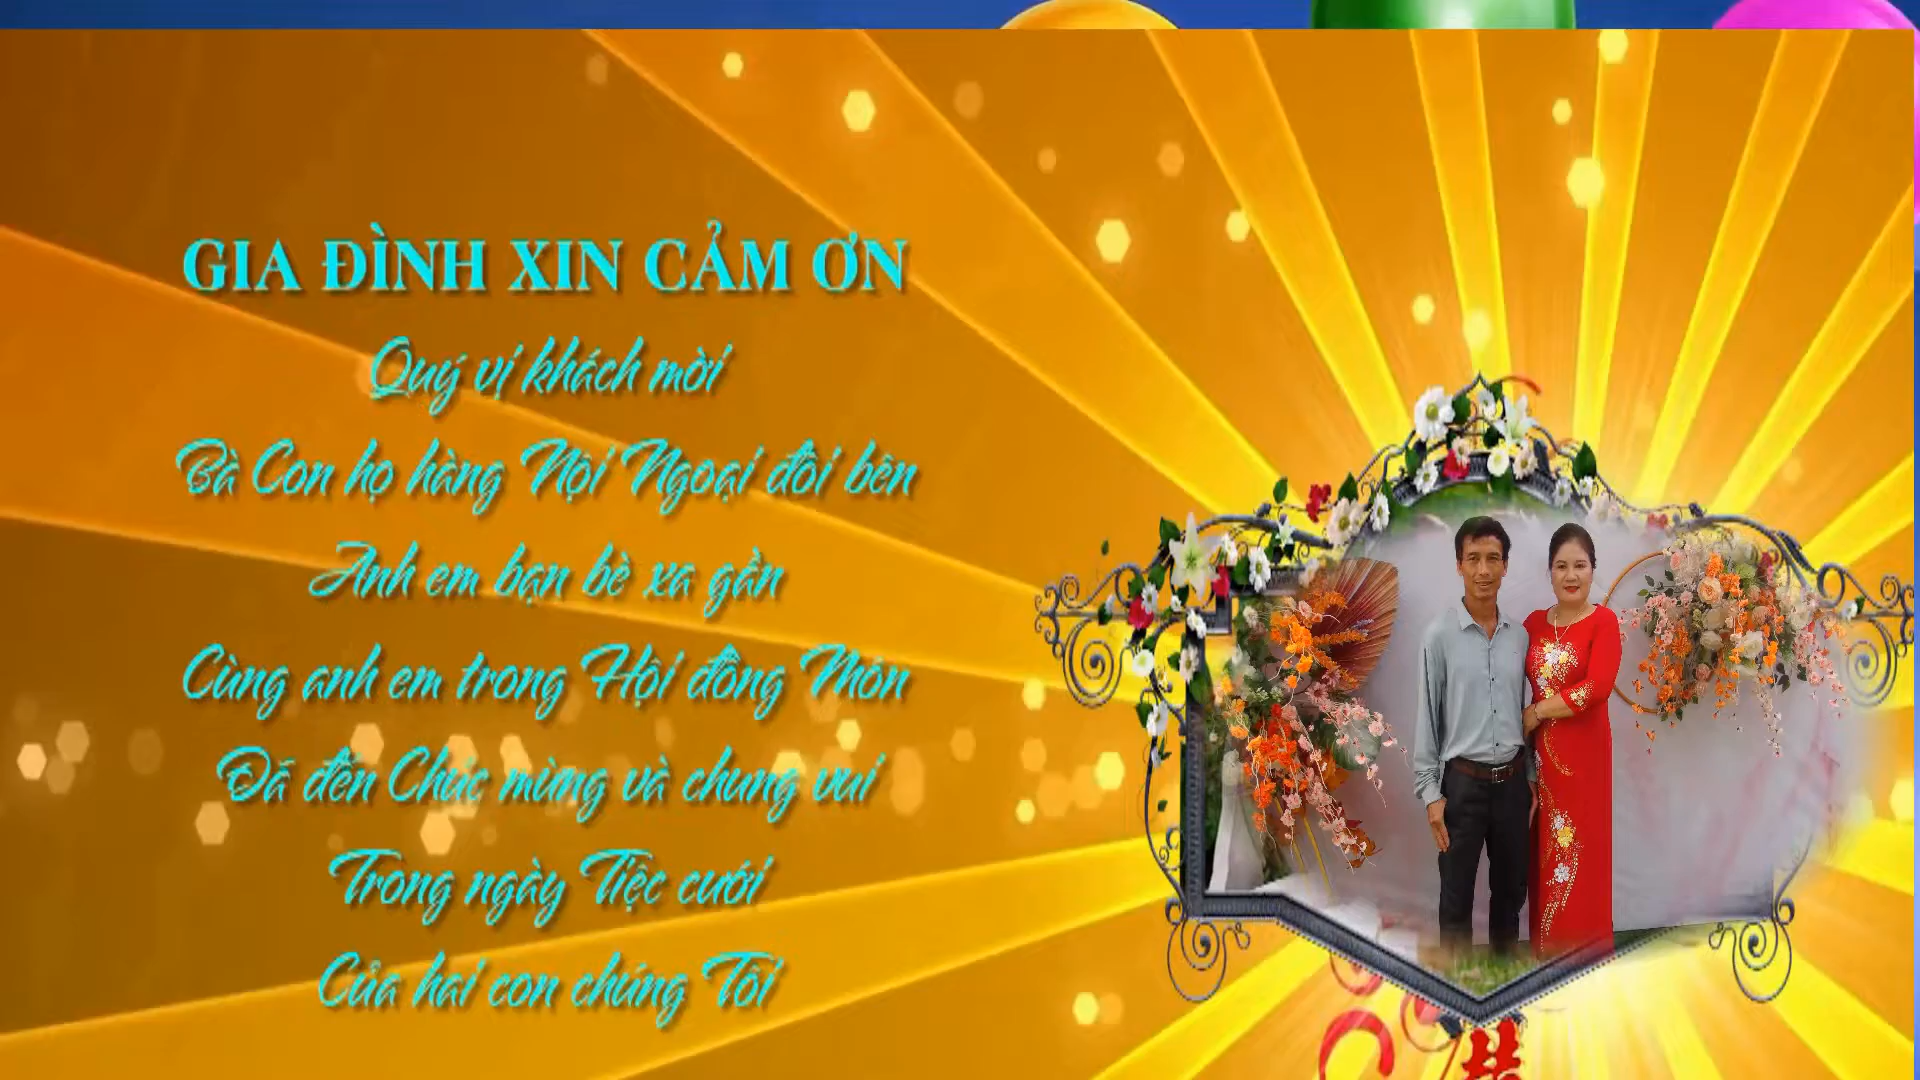 GIA ĐÌNH XIN CẢM ƠN
Quý vị khách mời
Bà Con họ hàng Nội Ngoại đôi bên
Anh em bạn bè xa gần
Cùng anh em trong Hội đồng Môn
Đã đến Chúc mừng và chung vui
Trong ngày Tiệc cưới
Của hai con chúng Tôi